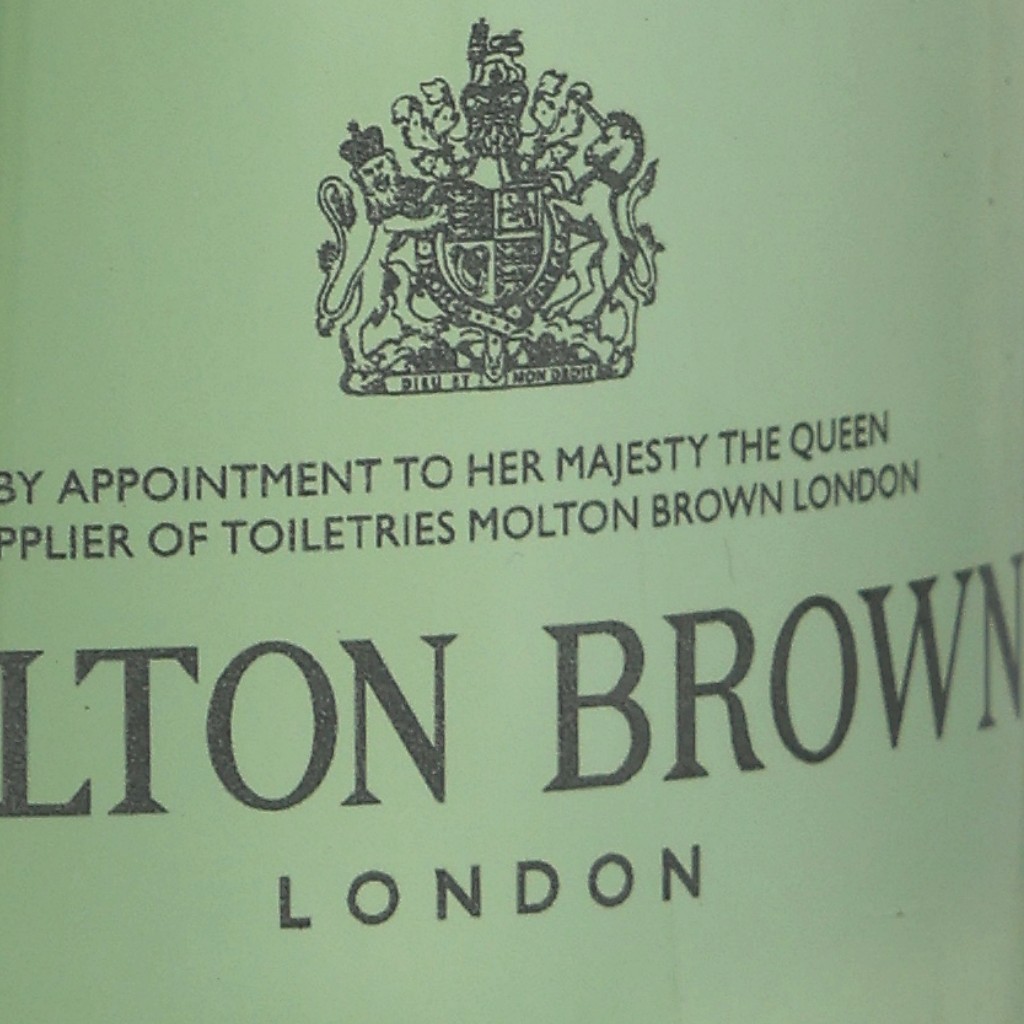 DIEU ET MON DROIT
BY APPOINTMENT TO HER MAJESTY THE QUEEN
PPLIER OF TOILETRIES MOLTON BROWN LONDON
LTON BROWN
LONDON